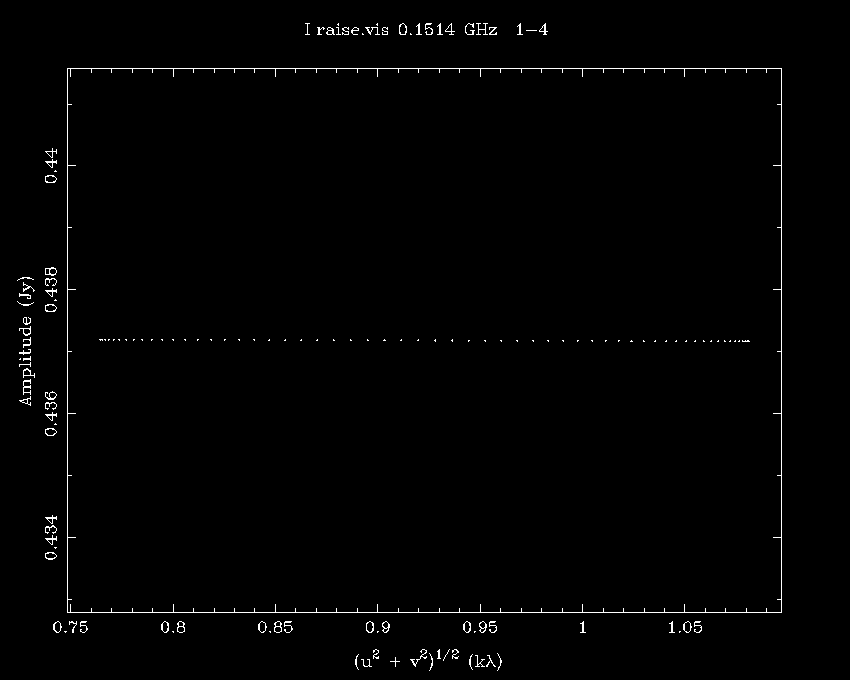 I raise.vis 0.1514 GHz 1−4
0.44
0.438
0.436
0.434
Amplitude (Jy)
0.75 0.8 0.85 0.9 0.95 1 1.05
(u² + v²)^1/2 (kλ)